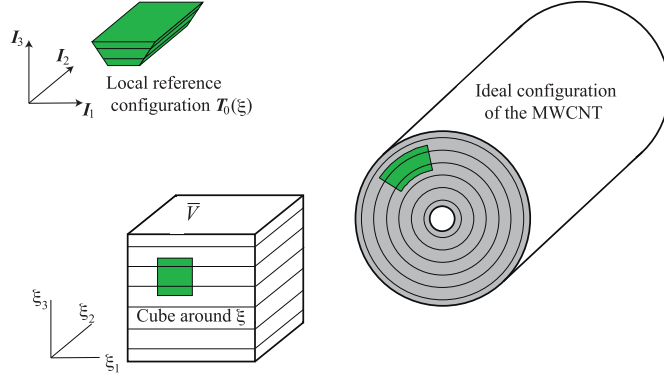 I3
I2
I1
Local reference
configuration T0(ξ)
Ideal configuration
of the MWCNT
V̅
Cube around ξ
ξ3
ξ2
ξ1